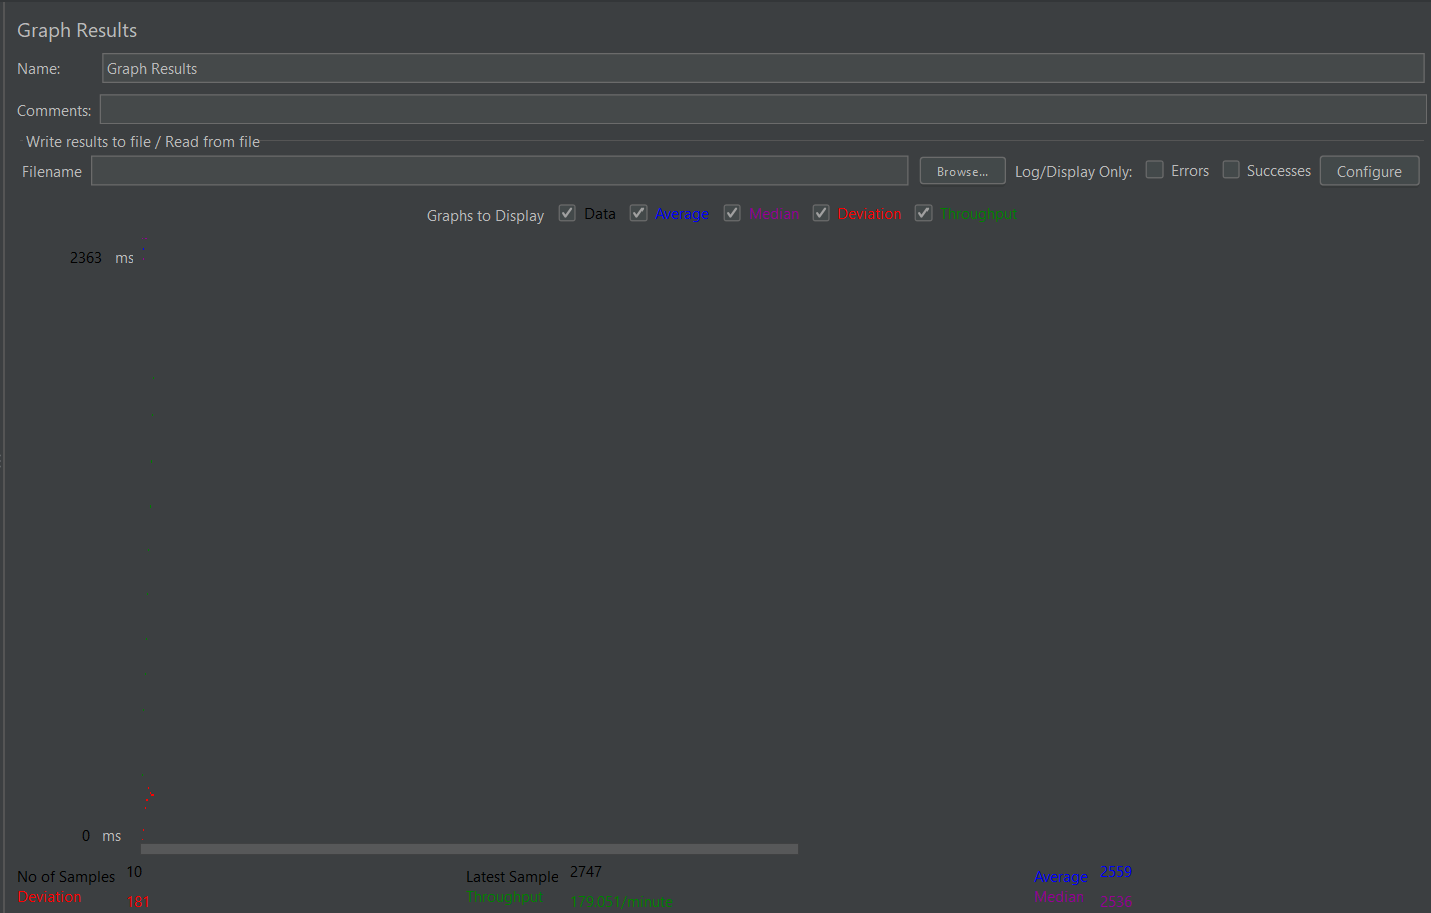 Graph Results
Name: Graph Results
Comments:
Write results to file / Read from file
Filename Browse... Log/Display Only: Errors Successes Configure
Graphs to Display Data Average Median Deviation Throughput
2363 ms
0 ms
No of Samples 10 Latest Sample 2747 Average 2559
Deviation 181 Throughput 179.051/minute Median 2538